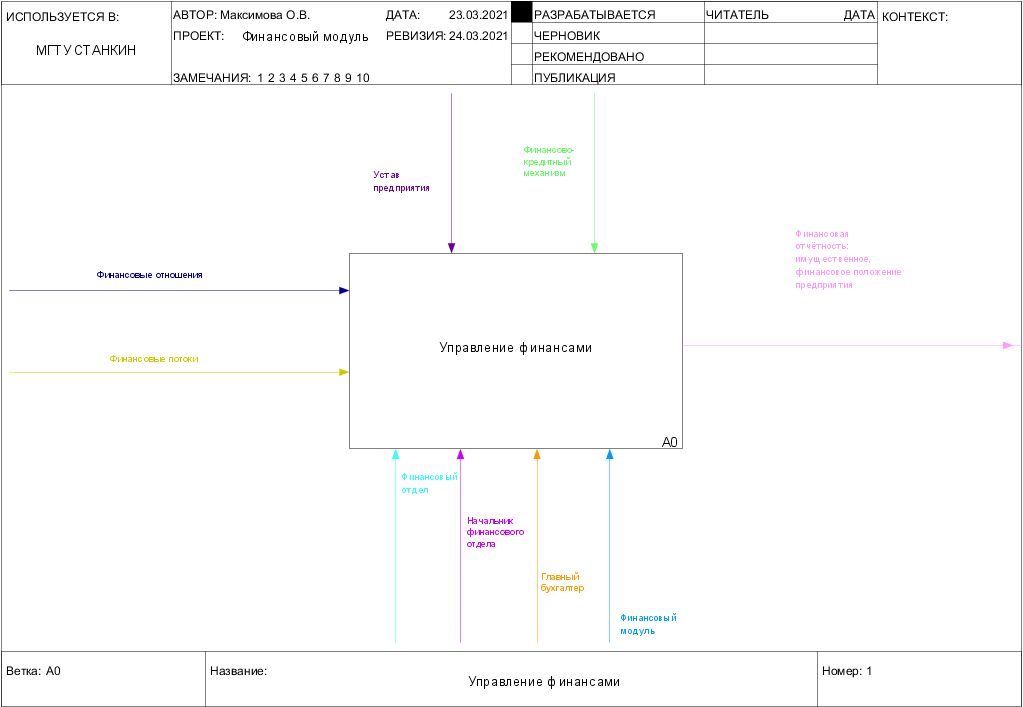 ИСПОЛЬЗУЕТСЯ В:
МГТУ СТАНКИН
АВТОР: Максимова О.В.
ДАТА: 23.03.2021
ПРОЕКТ: Финансовый модуль
РЕВИЗИЯ: 24.03.2021
ЗАМЕЧАНИЯ: 1 2 3 4 5 6 7 8 9 10
РАЗРАБАТЫВАЕТСЯ
ЧЕРНОВИК
РЕКОМЕНДОВАНО
ПУБЛИКАЦИЯ
ЧИТАТЕЛЬ ДАТА
КОНТЕКСТ:
Устав
предприятия
Финансово-
кредитный
механизм
Финансовые отношения
Финансовые потоки
Управление финансами
A0
Финансовая
отчётность:
имущественное,
финансовое положение
предприятия
Финансовый
отдел
Начальник
финансового
отдела
Главный
бухгалтер
Финансовый
модуль
Ветка: A0
Название:
Управление финансами
Номер: 1